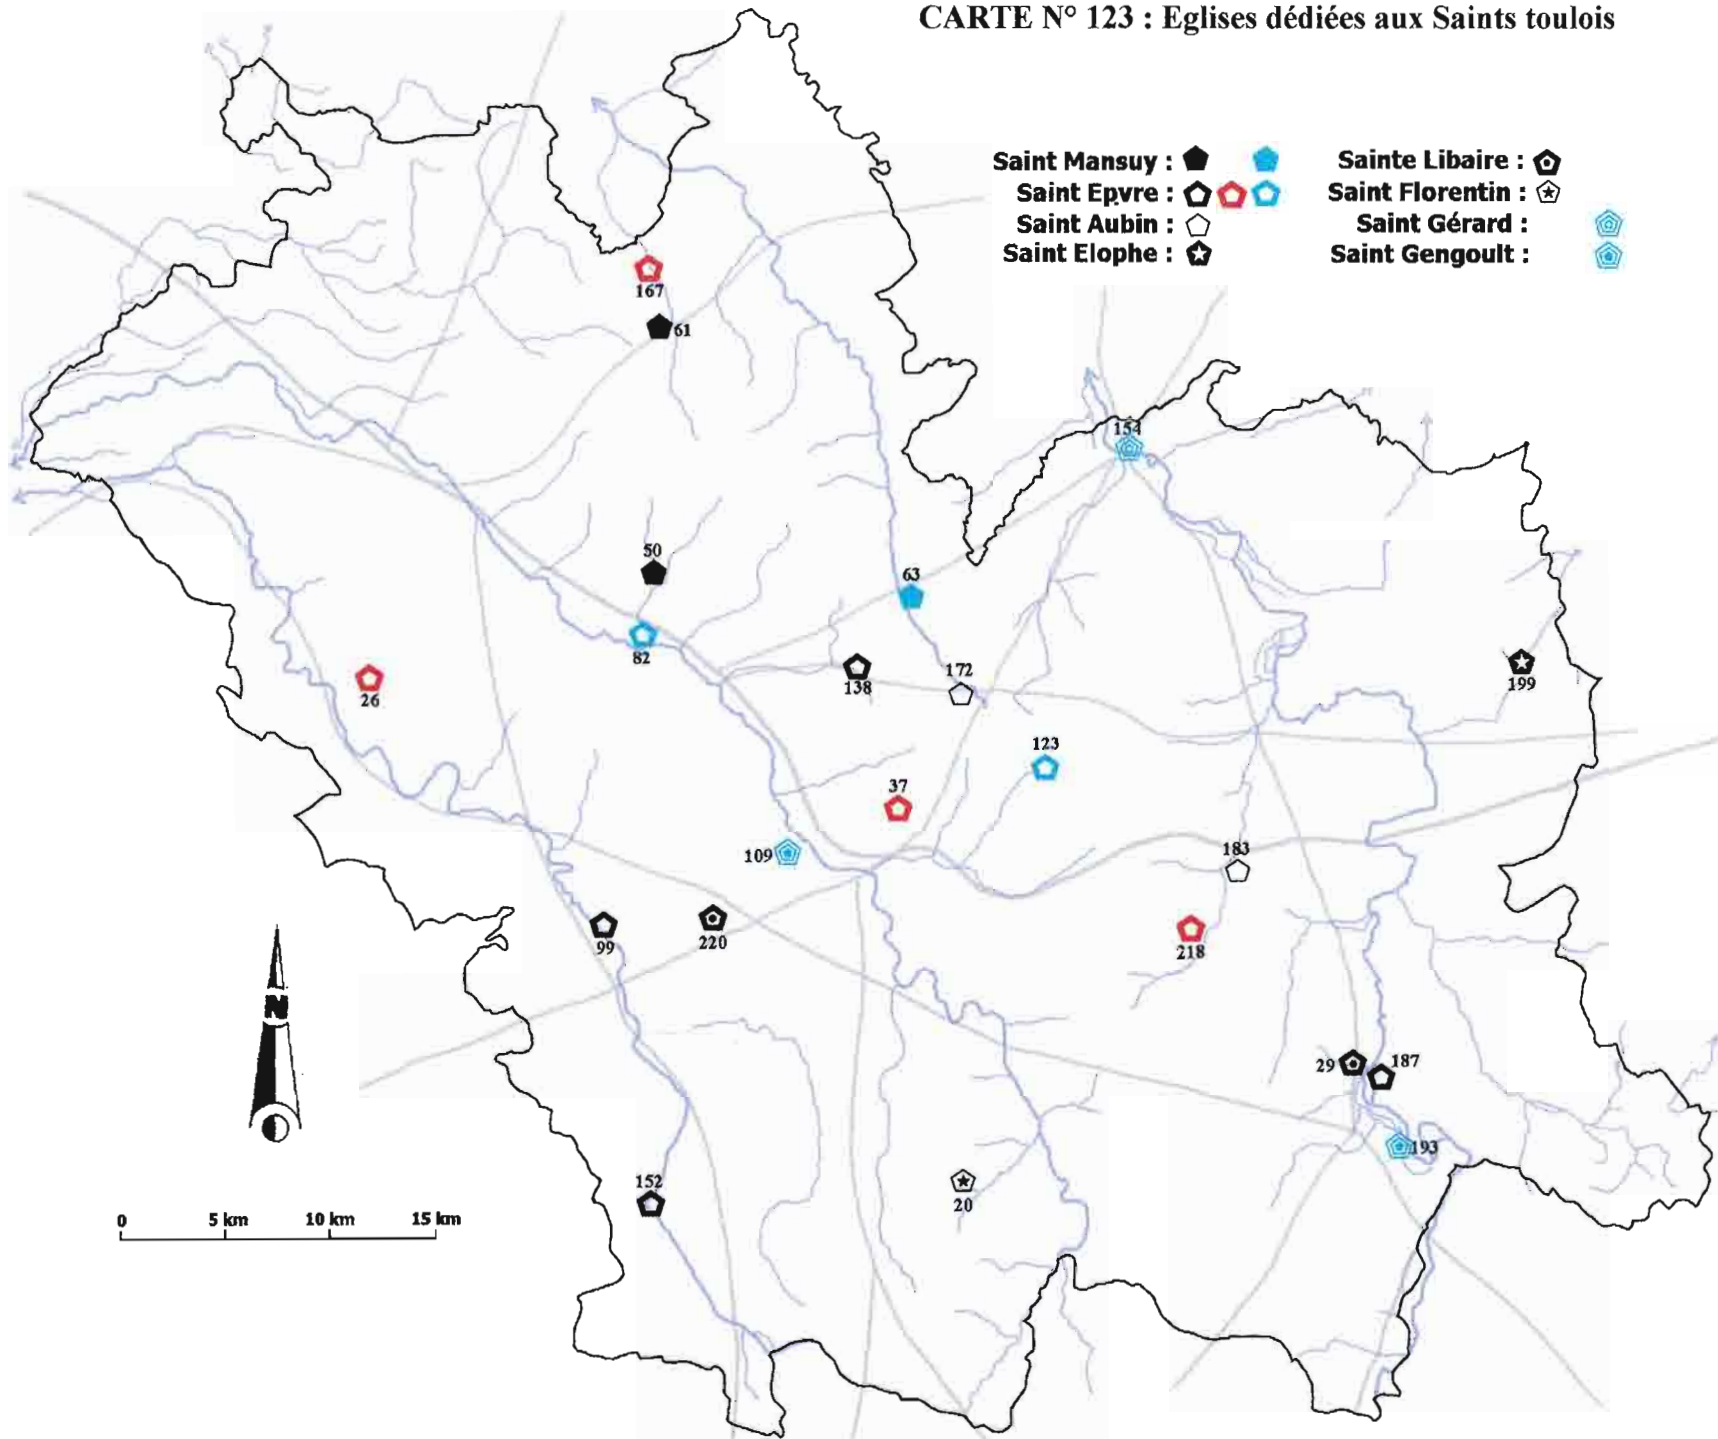 CARTE N° 123 : Eglises dédiées aux Saints toulois
Saint Mansuy :
Sainte Libaire :
Saint Epvre :
Saint Florentin :
Saint Aubin :
Saint Gérard :
Saint Elophe :
Saint Gengoult :
167
61
154
50
63
82
138
172
199
26
123
37
109
183
99
220
218
29
187
193
152
20
N
0 5 km 10 km 15 km